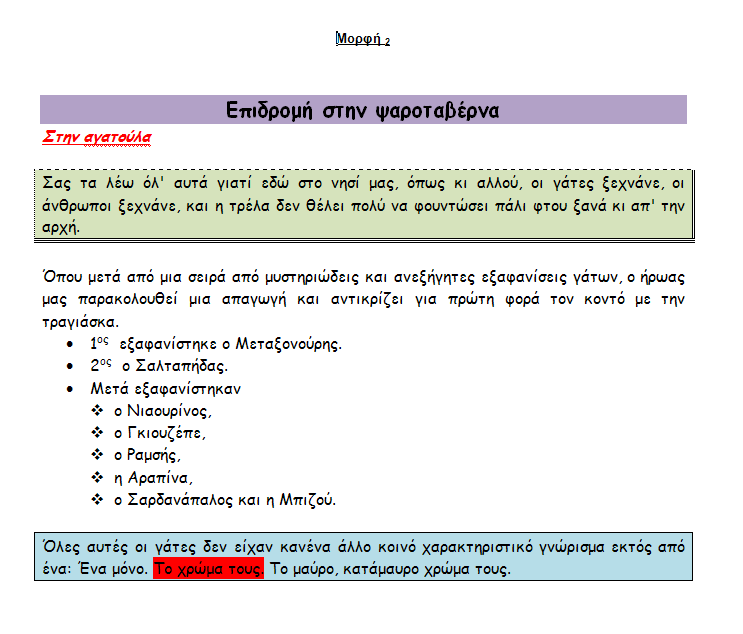 Μορφή 2
Επιδρομή στην ψαροταβέρνα
Στην αγατούλα
Σας τα λέω όλ' αυτά γιατί εδώ στο νησί μας, όπως κι αλλού, οι γάτες ξεχνάνε, οι
άνθρωποι ξεχνάνε, και η τρέλα δεν θέλει πολύ να φουντώσει πάλι φτου ξανά κι απ' την
αρχή.
Όπου μετά από μια σειρά από μυστηριώδεις και ανεξήγητες εξαφανίσεις γάτων, ο ήρωας
μας παρακολουθεί μια απαγωγή και αντικρίζει για πρώτη φορά τον κοντό με την
τραγιάσκα.
• 1ος εξαφανίστηκε ο Μεταξονούρης.
• 2ος ο Σαλταπήδας.
• Μετά εξαφανίστηκαν
❖ ο Νιαουρίνος,
❖ ο Γκιουζέπε,
❖ ο Ραμσής,
❖ η Αραπίνα,
❖ ο Σαρδανάπαλος και η Μπιζού.
Όλες αυτές οι γάτες δεν είχαν κανένα άλλο κοινό χαρακτηριστικό γνώρισμα εκτός από
ένα: Ένα μόνο. Το χρώμα τους. Το μαύρο, κατάμαυρο χρώμα τους.